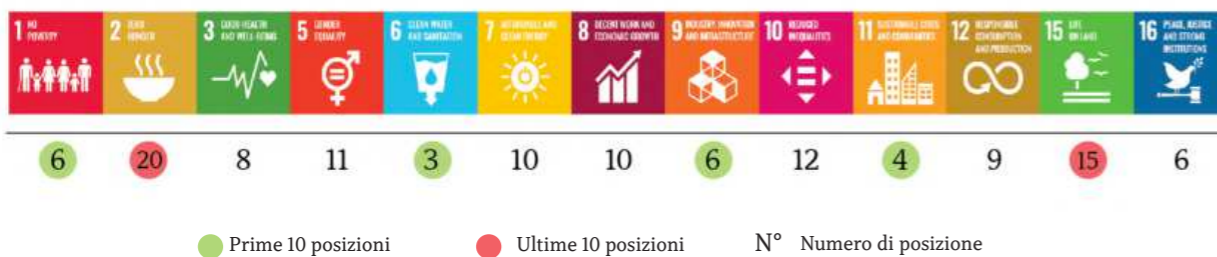 1 NO
POVERTY
2 ZERO
HUNGER
3 GOOD HEALTH
AND WELL-BEING
5 GENDER
EQUALITY
6 CLEAN WATER
AND SANITATION
7 AFFORDABLE AND
CLEAN ENERGY
8 DECENT WORK AND
ECONOMIC GROWTH
9 INDUSTRY, INNOVATION
AND INFRASTRUCTURE
10 REDUCED
INEQUALITIES
11 SUSTAINABLE CITIES
AND COMMUNITIES
12 RESPONSIBLE
CONSUMPTION
AND PRODUCTION
15 LIFE
ON LAND
16 PEACE, JUSTICE
AND STRONG
INSTITUTIONS
6 20 8 11 3 10 10 6 12 4 9 15 6
Prime 10 posizioni Ultime 10 posizioni N° Numero di posizione